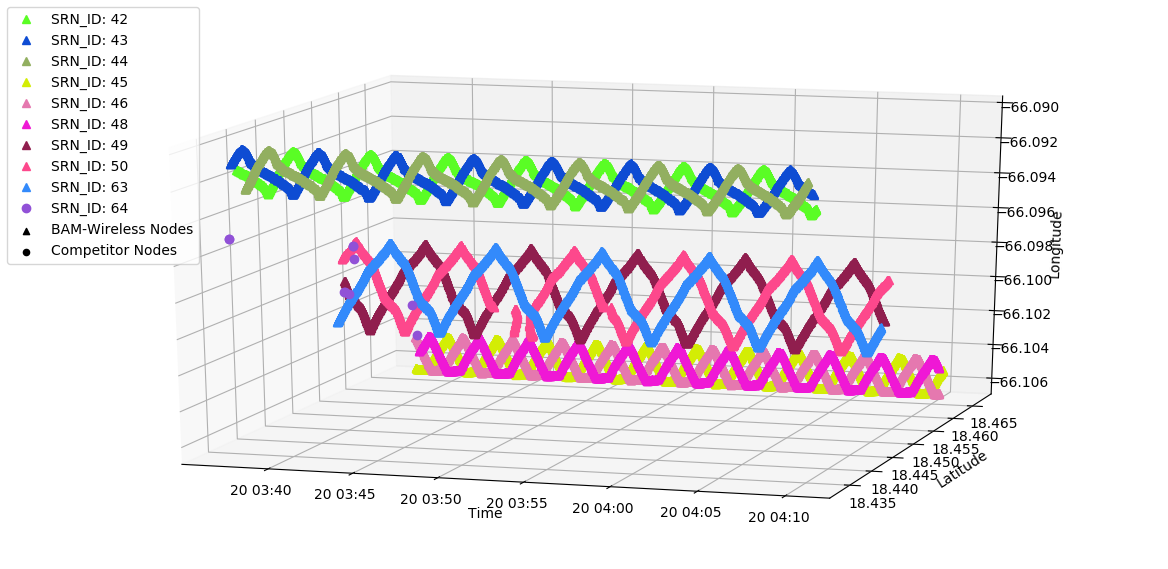 SRN_ID: 42
SRN_ID: 43
SRN_ID: 44
SRN_ID: 45
SRN_ID: 46
SRN_ID: 48
SRN_ID: 49
SRN_ID: 50
SRN_ID: 63
SRN_ID: 64
BAM-Wireless Nodes
Competitor Nodes
−66.090
−66.092
−66.094
−66.096
−66.098
−66.100
−66.102
−66.104
−66.106
Longitude
18.465
18.460
18.455
18.450
18.445
18.440
18.435
Latitude
20 03:40
20 03:45
20 03:50
20 03:55
20 04:00
20 04:05
20 04:10
Time